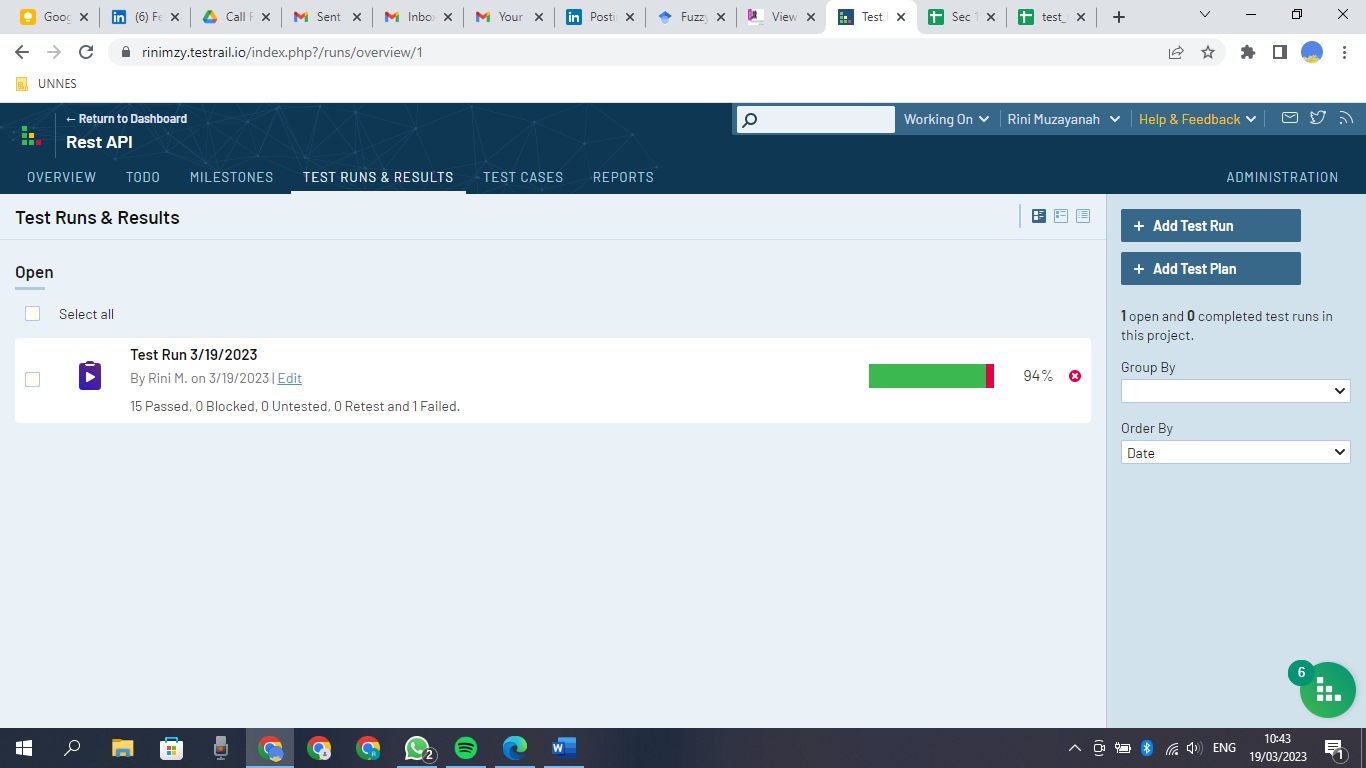 Goog
(6) Fe
Call F
Sent
Inbox
Your
Posti
Fuzzy
View
Test
Sec 1
test_
rinimzy.testrail.io/index.php?/runs/overview/1
UNNES
← Return to Dashboard
Rest API
Working On
Rini Muzayanah
Help & Feedback
OVERVIEW
TODO
MILESTONES
TEST RUNS & RESULTS
TEST CASES
REPORTS
ADMINISTRATION
Test Runs & Results
+ Add Test Run
+ Add Test Plan
Open
Select all
Test Run 3/19/2023
By Rini M. on 3/19/2023 | Edit
15 Passed, 0 Blocked, 0 Untested, 0 Retest and 1 Failed.
94%
1 open and 0 completed test runs in
this project.
Group By
Order By
Date
6
2
ENG
10:43
19/03/2023
1